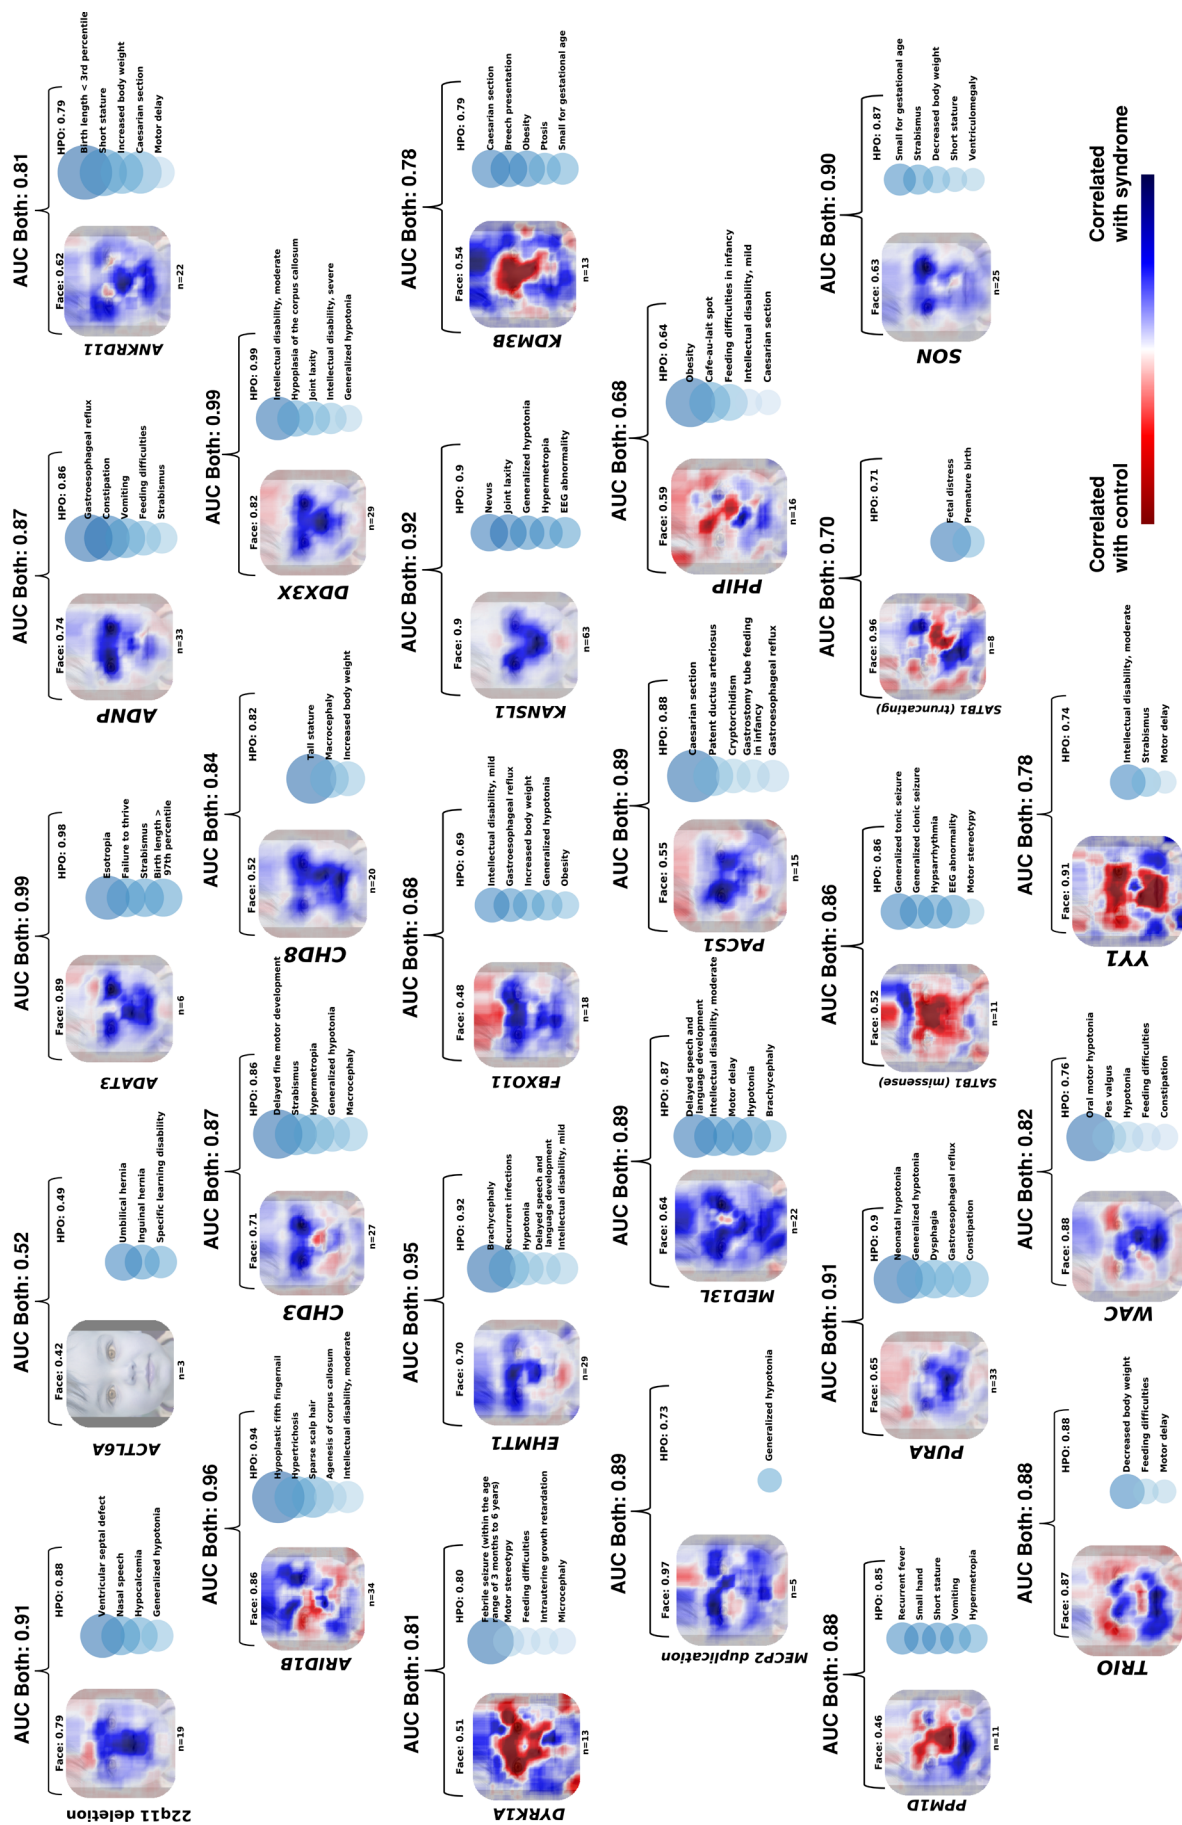 AUC Both: 0.91
22q11 deletion
Face: 0.79
n=19
HPO: 0.88
Ventricular septal defect
Nasal speech
Hypocalcemia
Generalized hypotonia
AUC Both: 0.52
ACTL6A
Face: 0.42
n=3
HPO: 0.49
Umbilical hernia
Inguinal hernia
Specific learning disability
AUC Both: 0.99
ADAT3
Face: 0.89
n=6
HPO: 0.98
Esotropia
Failure to thrive
Strabismus
Birth length >
97th percentile
AUC Both: 0.87
ADNP
Face: 0.74
n=33
HPO: 0.86
Gastroesophageal reflux
Constipation
Vomiting
Feeding difficulties
Strabismus
AUC Both: 0.81
ANKRD11
Face: 0.62
n=22
HPO: 0.79
Birth length < 3rd percentile
Short stature
Increased body weight
Caesarian section
Motor delay
AUC Both: 0.96
ARID1B
Face: 0.86
n=34
HPO: 0.94
Hypoplastic fifth fingernail
Hypertrichosis
Sparse scalp hair
Agenesis of corpus callosum
Intellectual disability, moderate
AUC Both: 0.87
CHD3
Face: 0.71
n=27
HPO: 0.86
Delayed fine motor development
Strabismus
Hypermetropia
Generalized hypotonia
Macrocephaly
AUC Both: 0.84
CHD8
Face: 0.52
n=20
HPO: 0.82
Tall stature
Macrocephaly
Increased body weight
AUC Both: 0.99
DDX3X
Face: 0.82
n=29
HPO: 0.99
Intellectual disability, moderate
Hypoplasia of the corpus callosum
Joint laxity
Intellectual disability, severe
Generalized hypotonia
AUC Both: 0.81
DYRK1A
Face: 0.51
n=13
HPO: 0.80
Febrile seizure (within the age
range of 3 months to 6 years)
Motor stereotypy
Feeding difficulties
Intrauterine growth retardation
Microcephaly
AUC Both: 0.95
EHMT1
Face: 0.70
n=29
HPO: 0.92
Brachycephaly
Recurrent infections
Hypotonia
Delayed speech and
language development
Intellectual disability, mild
AUC Both: 0.68
FBXO11
Face: 0.48
n=18
HPO: 0.69
Intellectual disability, mild
Gastroesophageal reflux
Increased body weight
Generalized hypotonia
Obesity
AUC Both: 0.92
KANSL1
Face: 0.9
n=63
HPO: 0.9
Nevus
Joint laxity
Generalized hypotonia
Hypermetropia
EEG abnormality
AUC Both: 0.78
KDM3B
Face: 0.54
n=13
HPO: 0.79
Caesarian section
Breech presentation
Obesity
Ptosis
Small for gestational age
AUC Both: 0.89
MECP2 duplication
Face: 0.97
n=5
HPO: 0.73
Generalized hypotonia
AUC Both: 0.89
MED13L
Face: 0.64
n=22
HPO: 0.87
Delayed speech and
language development
Intellectual disability, moderate
Motor delay
Hypotonia
Brachycephaly
AUC Both: 0.89
PACS1
Face: 0.55
n=15
HPO: 0.88
Caesarian section
Patent ductus arteriosus
Cryptorchidism
Gastrostomy tube feeding
in infancy
Gastroesophageal reflux
AUC Both: 0.68
PHIP
Face: 0.59
n=16
HPO: 0.64
Obesity
Cafe-au-lait spot
Feeding difficulties in infancy
Intellectual disability, mild
Caesarian section
AUC Both: 0.88
PPM1D
Face: 0.46
n=11
HPO: 0.85
Recurrent fever
Small hand
Short stature
Vomiting
Hypermetropia
AUC Both: 0.91
PURA
Face: 0.65
n=33
HPO: 0.9
Neonatal hypotonia
Generalized hypotonia
Dysphagia
Gastroesophageal reflux
Constipation
AUC Both: 0.86
SATB1 (missense)
Face: 0.52
n=11
HPO: 0.86
Generalized tonic seizure
Generalized clonic seizure
Hypsarrhythmia
EEG abnormality
Motor stereotypy
AUC Both: 0.70
SATB1 (truncating)
Face: 0.96
n=8
HPO: 0.71
Fetal distress
Premature birth
AUC Both: 0.90
SON
Face: 0.63
n=25
HPO: 0.87
Small for gestational age
Strabismus
Decreased body weight
Short stature
Ventriculomegaly
AUC Both: 0.88
TRIO
Face: 0.87
HPO: 0.88
Decreased body weight
Feeding difficulties
Motor delay
AUC Both: 0.82
WAC
Face: 0.88
HPO: 0.76
Oral motor hypotonia
Pes valgus
Hypotonia
Feeding difficulties
Constipation
AUC Both: 0.78
YY1
Face: 0.91
HPO: 0.74
Intellectual disability, moderate
Strabismus
Motor delay
Correlated
with control
Correlated
with syndrome